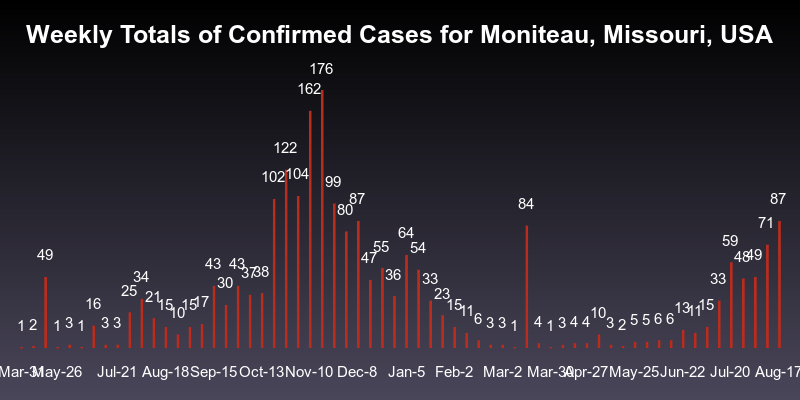 Weekly Totals of Confirmed Cases for Moniteau, Missouri, USA
1 2 49 1 3 1 16 3 3 25 34 21 15 10 15 17 43 30 43 37 38 102 122 104 162 176 99 80 87 47 55 36 64 54 33 23 15 11 6 3 3 1 84 4 1 3 4 4 10 3 2 5 5 6 6 13 11 15 33 59 48 49 71 87
Mar-31 May-26 Jul-21 Aug-18 Sep-15 Oct-13 Nov-10 Dec-8 Jan-5 Feb-2 Mar-2 Mar-30 Apr-27 May-25 Jun-22 Jul-20 Aug-17